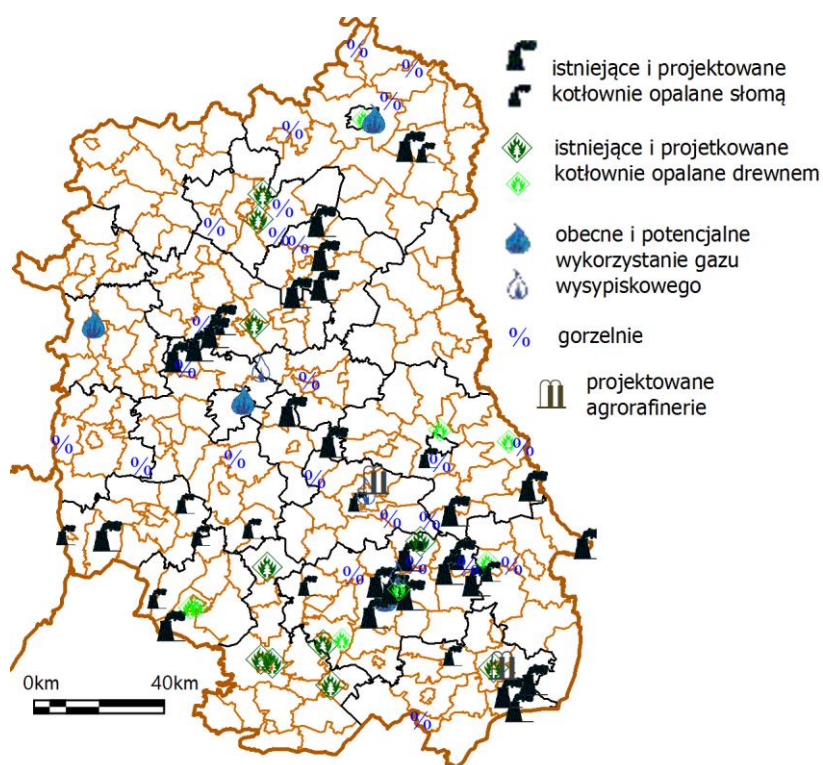 istniejące i projektowane
kotłownie opalane słomą
istniejące i projetkowane
kotłownie opalane drewnem
obecne i potencjalne
wykorzystanie gazu
wysypiskowego
% gorzelnie
projektowane
agrorafinerie
0km 40km